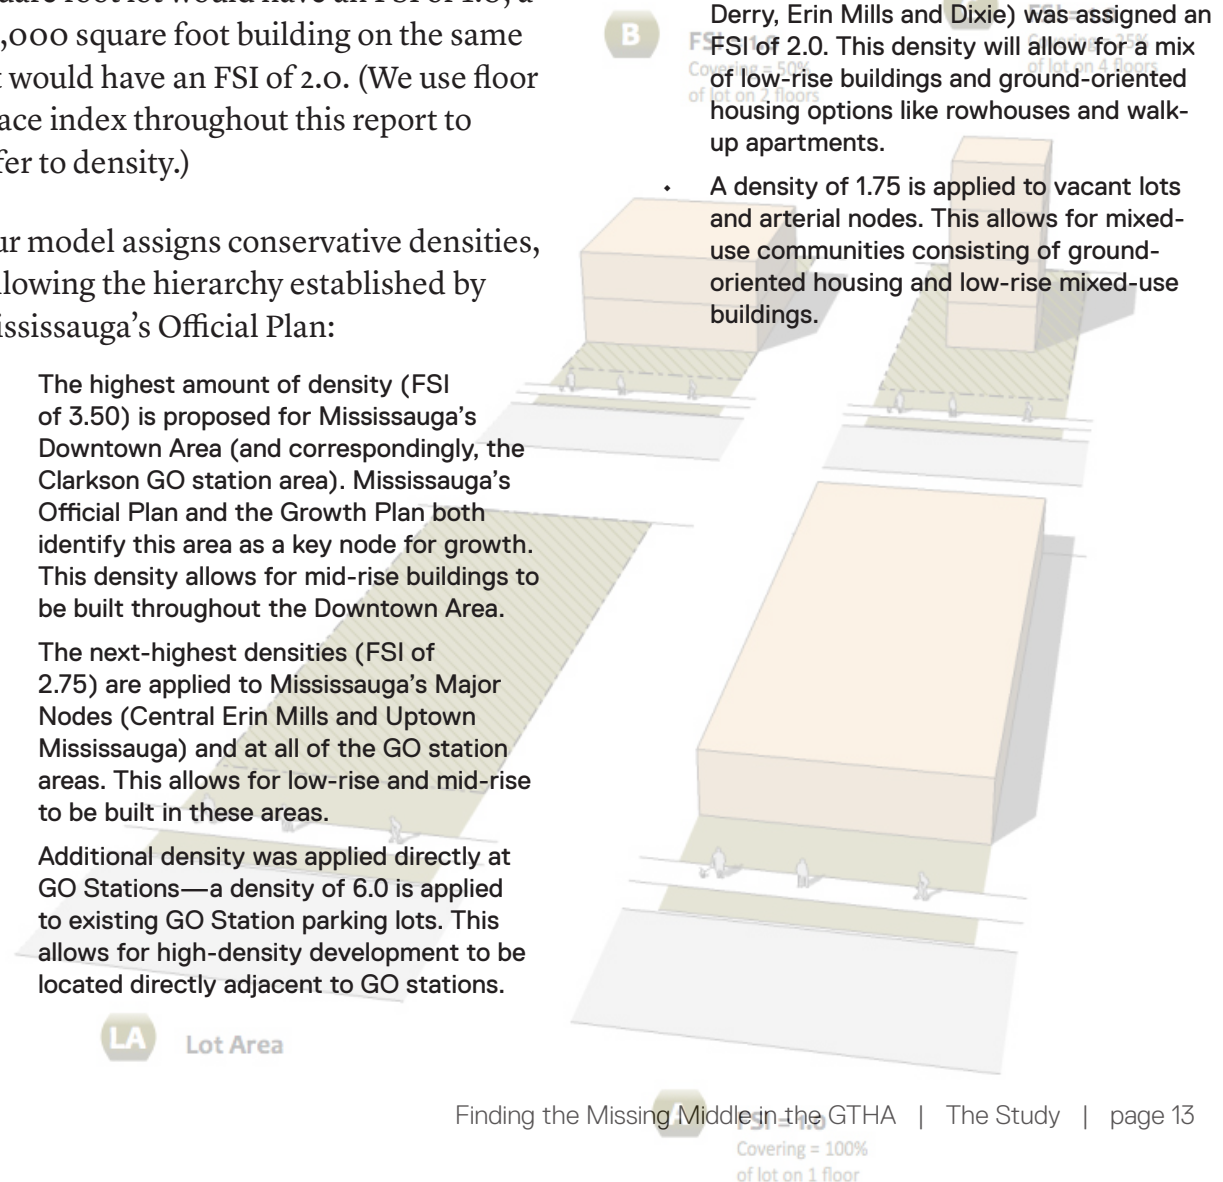 ,000 square foot building on the same
would have an FSI of 2.0. (We use floor
index throughout this report to
to density.)
model assigns conservative densities,
the hierarchy established by
Official Plan:
The highest amount of density (FSI
of 3.50) is proposed for Mississauga's
Downtown Area (and correspondingly, the
Clarkson GO station area). Mississauga's
Official Plan and the Growth Plan both
identify this area as a key node for growth.
This density allows for mid-rise buildings to
be built throughout the Downtown Area.
The next-highest densities (FSI of
2.75) are applied to Mississauga's Major
Nodes (Central Erin Mills and Uptown
Mississauga) and at all of the GO station
areas. This allows for low-rise and mid-rise
to be built in these areas.
Additional density was applied directly at
GO Stations—a density of 6.0 is applied
to existing GO Station parking lots. This
allows for high-density development to be
located directly adjacent to GO stations.
Derry, Erin Mills and Dixie) was assigned an
FSI of 2.0. This density will allow for a mix
of low-rise buildings and ground-oriented
housing options like rowhouses and walk-
up apartments.
• A density of 1.75 is applied to vacant lots
and arterial nodes. This allows for mixed-
use communities consisting of ground-
oriented housing and low-rise mixed-use
buildings.
B
Covering = 50%
of lot on 2 floors
Covering = 25%
of lot on 4 floors
LA Lot Area
A
FSI = 1.0
Covering = 100%
of lot on 1 floor
Finding the Missing Middle in the GTHA | The Study | page 13